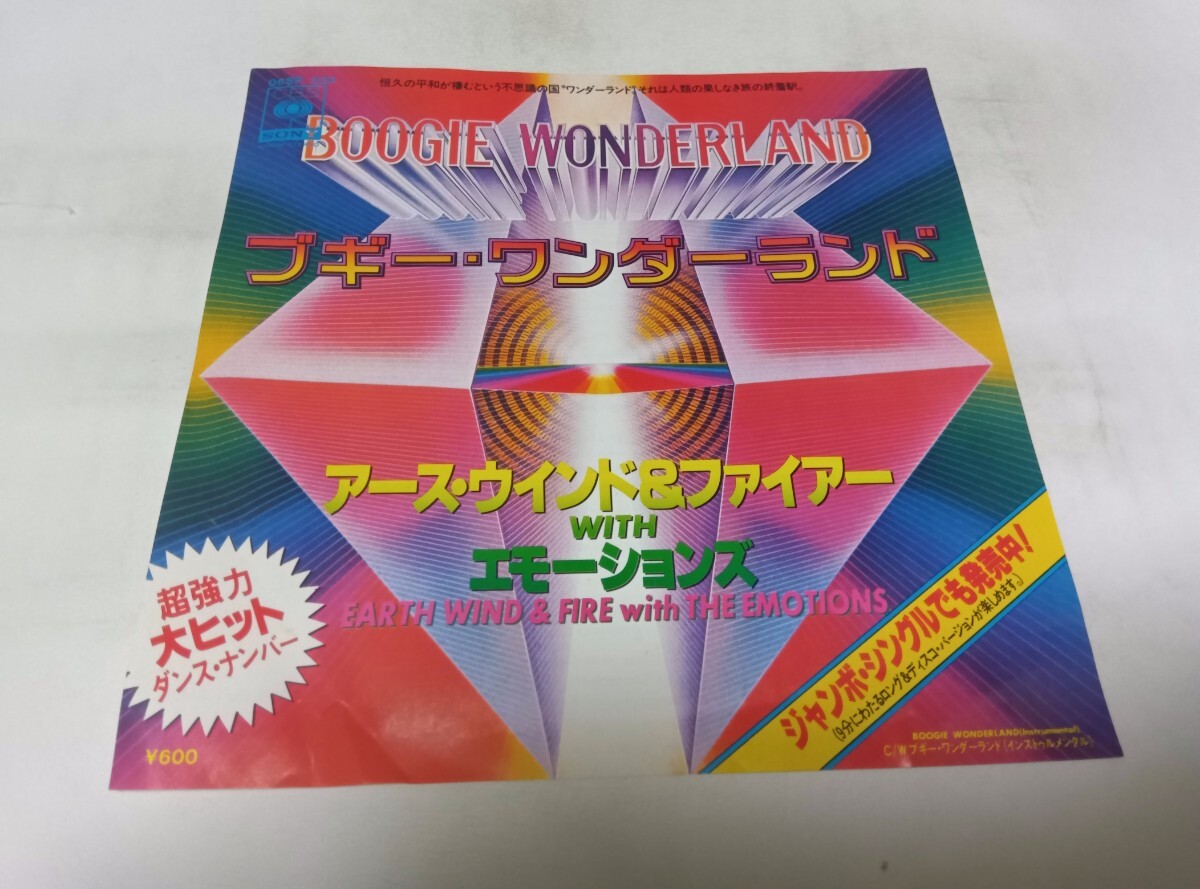 恒久の平和が棲むという不思議の国"ワンダーランド"それは人類の果しなき旅の終着駅。
SONY
BOOGIE WONDERLAND
ブギー・ワンダーランド
アース・ウインド&ファイアー
WITH
エモーションズ
EARTH WIND & FIRE with THE EMOTIONS
超強力
大ヒット
ダンス・ナンバー
¥600
ジャンボ・シングルでも発売中!
(9分にわたるロング&ディスコ・バージョンが楽しめます。)
BOOGIE WONDERLAND(Instrumental)
C/W ブギー・ワンダーランド(インストゥルメンタル)